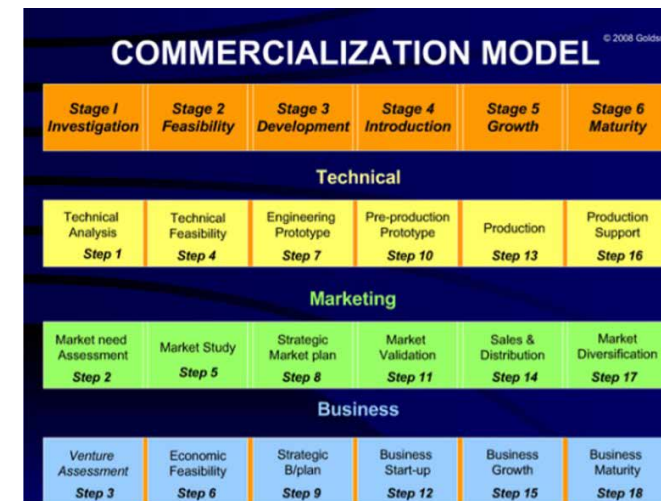 © 2008 Golds
COMMERCIALIZATION MODEL
Stage I
Investigation
Stage 2
Feasibility
Stage 3
Development
Stage 4
Introduction
Stage 5
Growth
Stage 6
Maturity
Technical
Technical
Analysis
Step 1
Technical
Feasibility
Step 4
Engineering
Prototype
Step 7
Pre-production
Prototype
Step 10
Production
Step 13
Production
Support
Step 16
Marketing
Market need
Assessment
Step 2
Market Study
Step 5
Strategic
Market plan
Step 8
Market
Validation
Step 11
Sales &
Distribution
Step 14
Market
Diversification
Step 17
Business
Venture
Assessment
Step 3
Economic
Feasibility
Step 6
Strategic
B/plan
Step 9
Business
Start-up
Step 12
Business
Growth
Step 15
Business
Maturity
Step 18